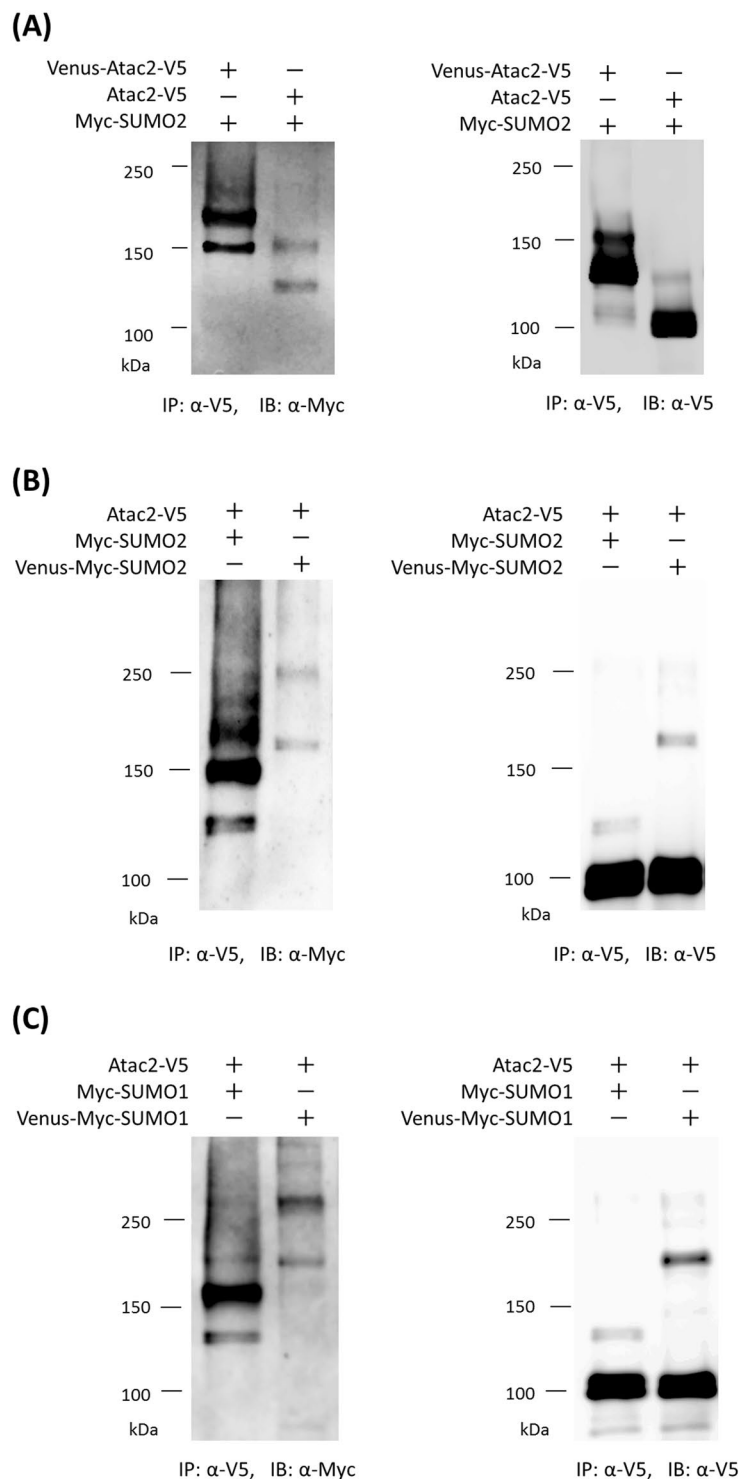 (A)
Venus-Atac2-V5 + −
Atac2-V5 − +
Myc-SUMO2 + +
250
150
100
kDa
IP: α-V5, IB: α-Myc
Venus-Atac2-V5 + −
Atac2-V5 − +
Myc-SUMO2 + +
250
150
100
kDa
IP: α-V5, IB: α-V5
(B)
Atac2-V5 + +
Myc-SUMO2 + −
Venus-Myc-SUMO2 − +
250
150
100
kDa
IP: α-V5, IB: α-Myc
Atac2-V5 + +
Myc-SUMO2 + −
Venus-Myc-SUMO2 − +
250
150
100
kDa
IP: α-V5, IB: α-V5
(C)
Atac2-V5 + +
Myc-SUMO1 + −
Venus-Myc-SUMO1 − +
250
150
100
kDa
IP: α-V5, IB: α-Myc
Atac2-V5 + +
Myc-SUMO1 + −
Venus-Myc-SUMO1 − +
250
150
100
kDa
IP: α-V5, IB: α-V5